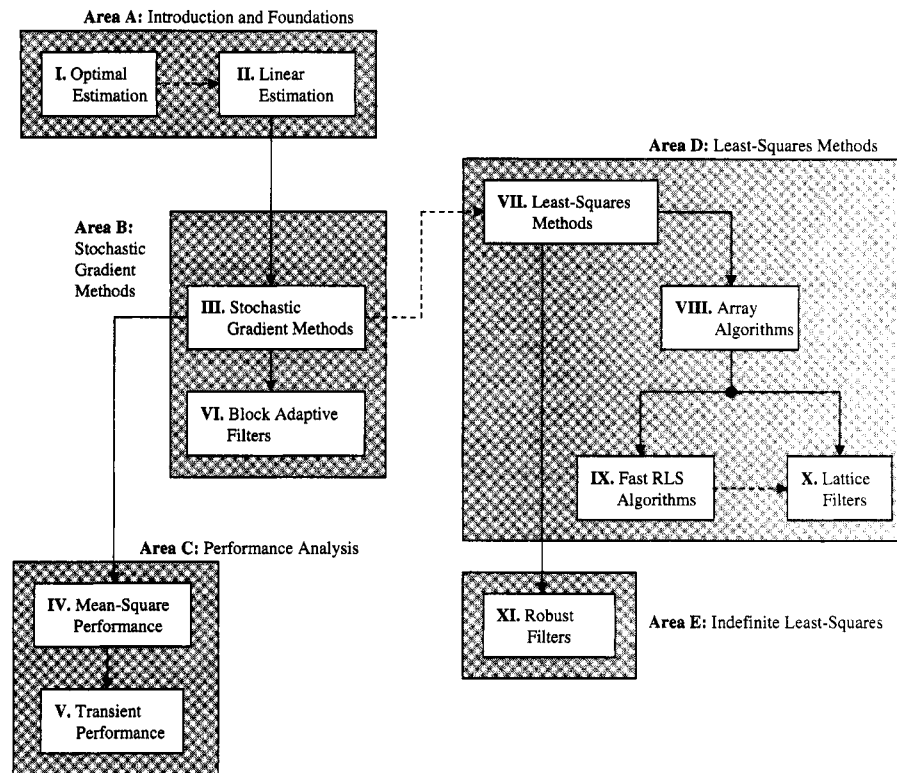 Area A: Introduction and Foundations
I. Optimal
Estimation
II. Linear
Estimation
Area B:
Stochastic
Gradient
Methods
III. Stochastic
Gradient Methods
VI. Block Adaptive
Filters
Area C: Performance Analysis
IV. Mean-Square
Performance
V. Transient
Performance
Area D: Least-Squares Methods
VII. Least-Squares
Methods
VIII. Array
Algorithms
IX. Fast RLS
Algorithms
X. Lattice
Filters
XI. Robust
Filters
Area E: Indefinite Least-Squares